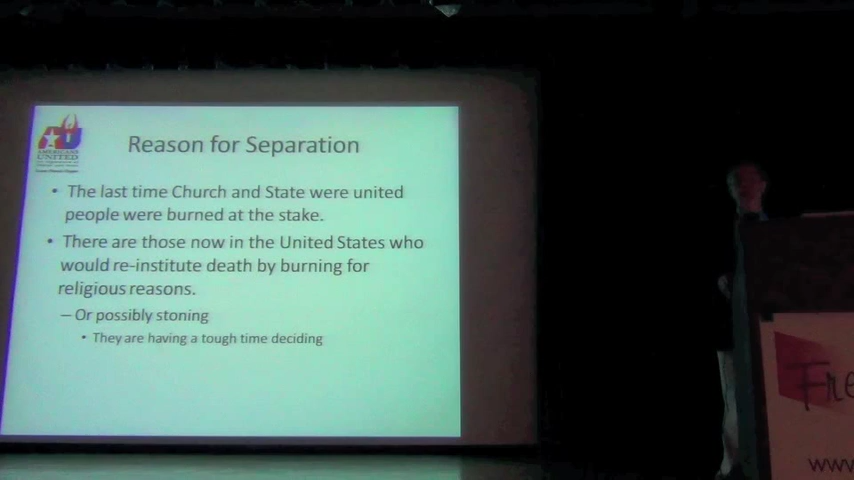 AU
AMERICANS
UNITED
Reason for Separation
• The last time Church and State were united
people were burned at the stake.
• There are those now in the United States who
would re-institute death by burning for
religious reasons.
– Or possibly stoning
• They are having a tough time deciding
Fre
www